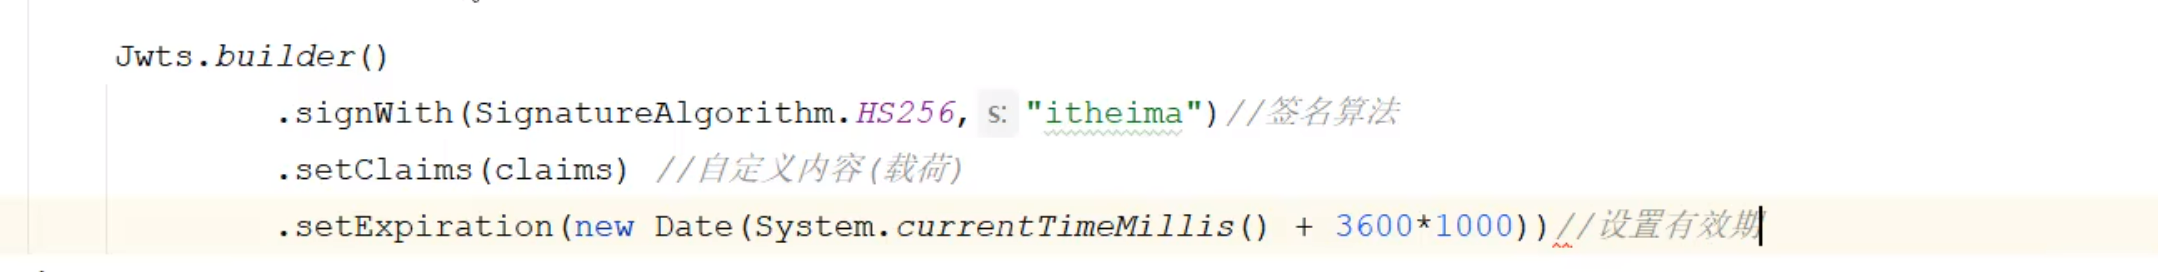 Jwts.builder()
.signWith(SignatureAlgorithm.HS256, s: "itheima")//签名算法
.setClaims(claims) //自定义内容(载荷)
.setExpiration(new Date(System.currentTimeMillis() + 3600*1000))//设置有效期